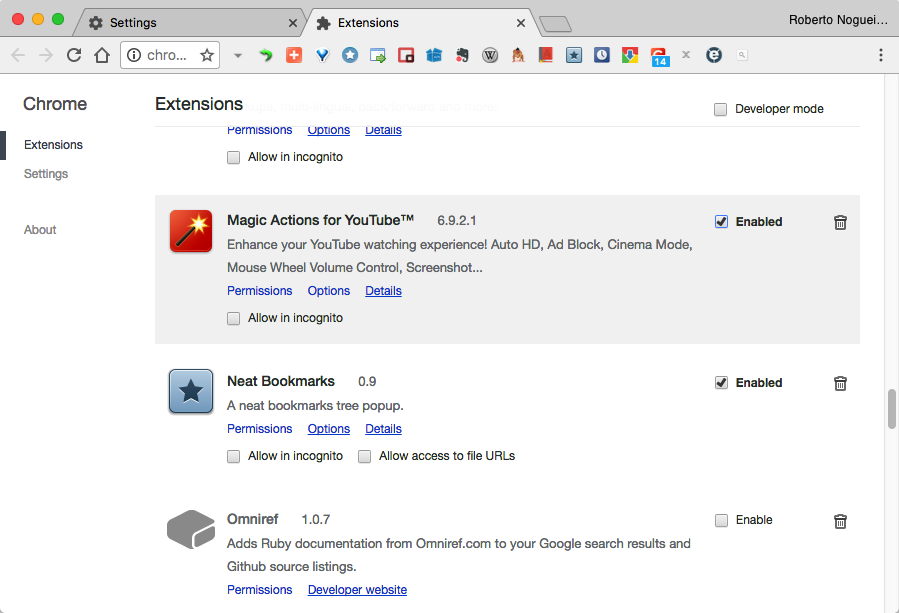 Settings
Extensions
Roberto Noguei...
chro...
14
Chrome
Extensions
Developer mode
Extensions
Settings
About
Permissions Options Details
Allow in incognito
Magic Actions for YouTube™ 6.9.2.1
Enabled
Enhance your YouTube watching experience! Auto HD, Ad Block, Cinema Mode,
Mouse Wheel Volume Control, Screenshot...
Permissions Options Details
Allow in incognito
Neat Bookmarks 0.9
Enabled
A neat bookmarks tree popup.
Permissions Options Details
Allow in incognito Allow access to file URLs
Omniref 1.0.7
Enable
Adds Ruby documentation from Omniref.com to your Google search results and
Github source listings.
Permissions Developer website